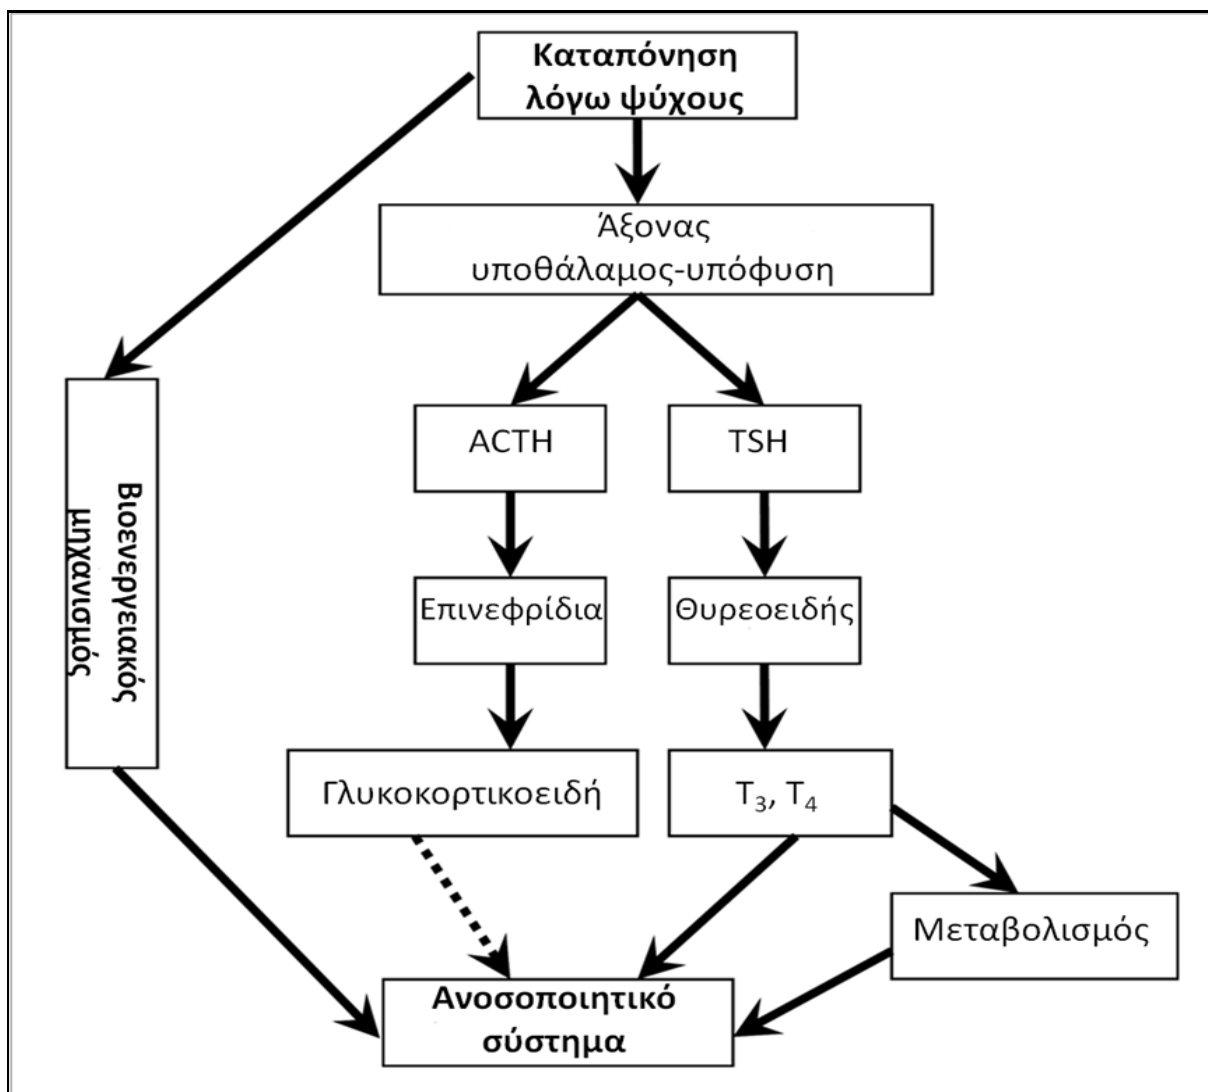 Καταπόνηση
λόγω ψύχους
Άξονας
υποθάλαμος-υπόφυση
ACTH
TSH
Βιοενεργειακός
μηχανισμός
Επινεφρίδια
Θυρεοειδής
Γλυκοκορτικοειδή
T₃, T₄
Μεταβολισμός
Ανοσοποιητικό
σύστημα